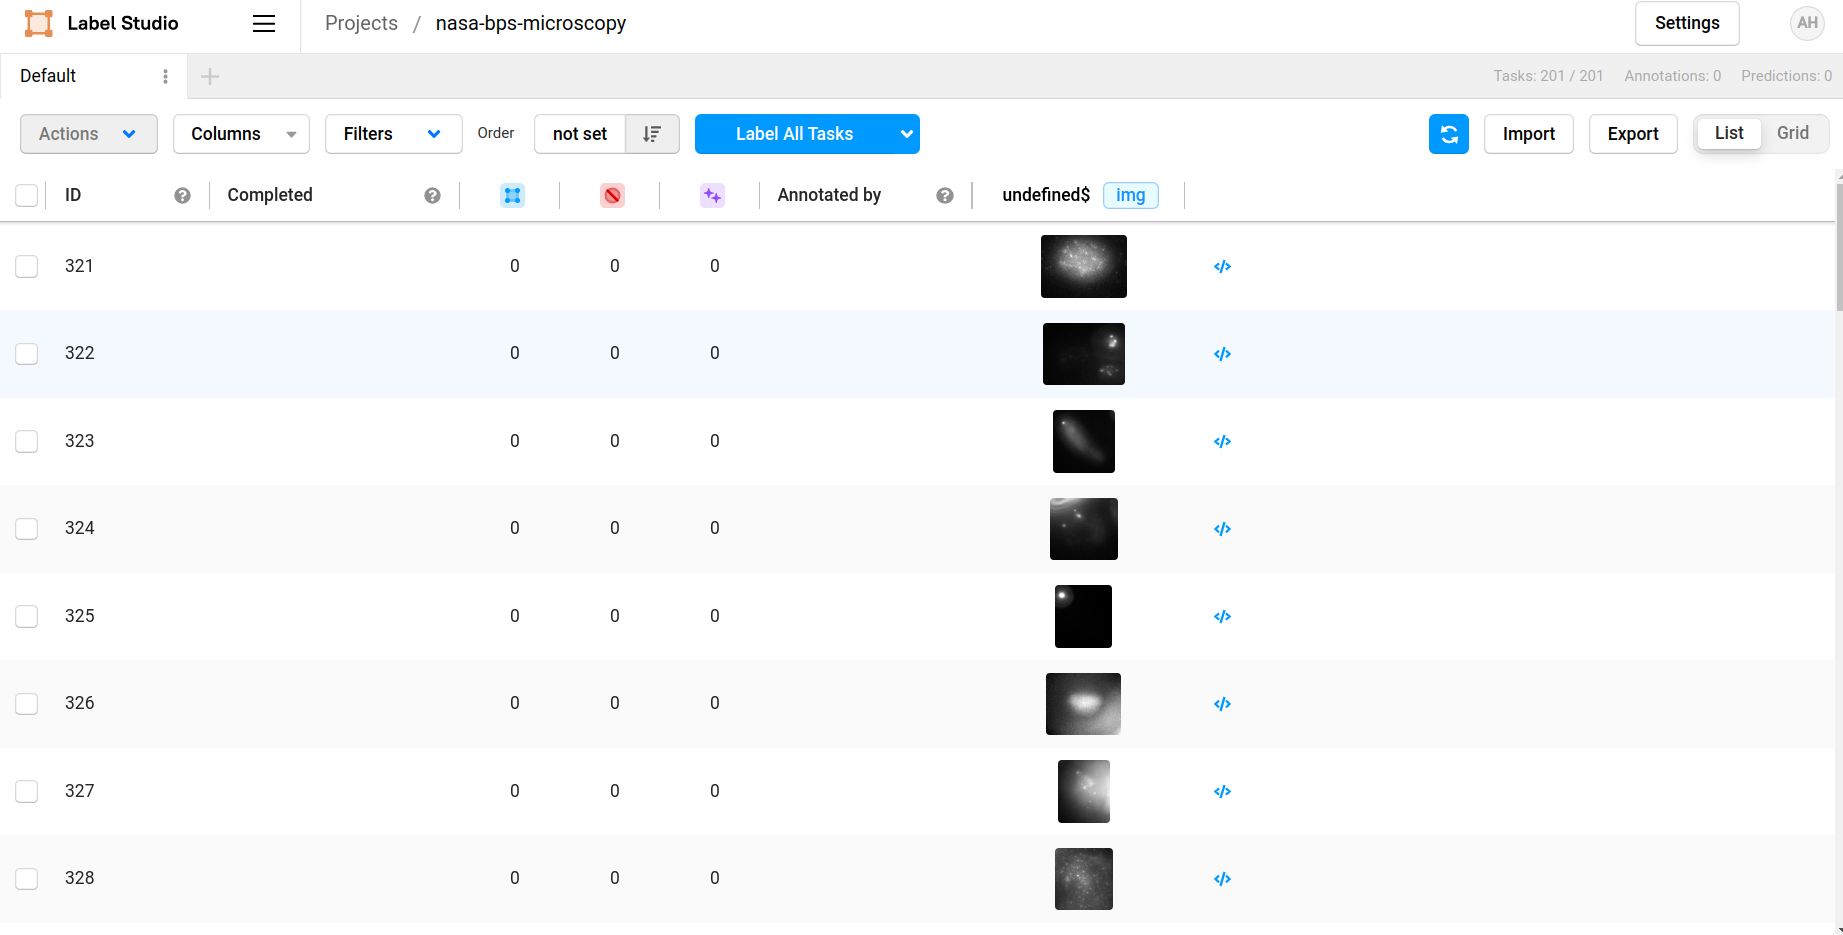 Label Studio
Projects / nasa-bps-microscopy
Settings
AH
Default
Tasks: 201 / 201 Annotations: 0 Predictions: 0
Actions Columns Filters Order not set Label All Tasks Import Export List Grid
ID Completed Annotated by undefined$ img
321 0 0 0
322 0 0 0
323 0 0 0
324 0 0 0
325 0 0 0
326 0 0 0
327 0 0 0
328 0 0 0